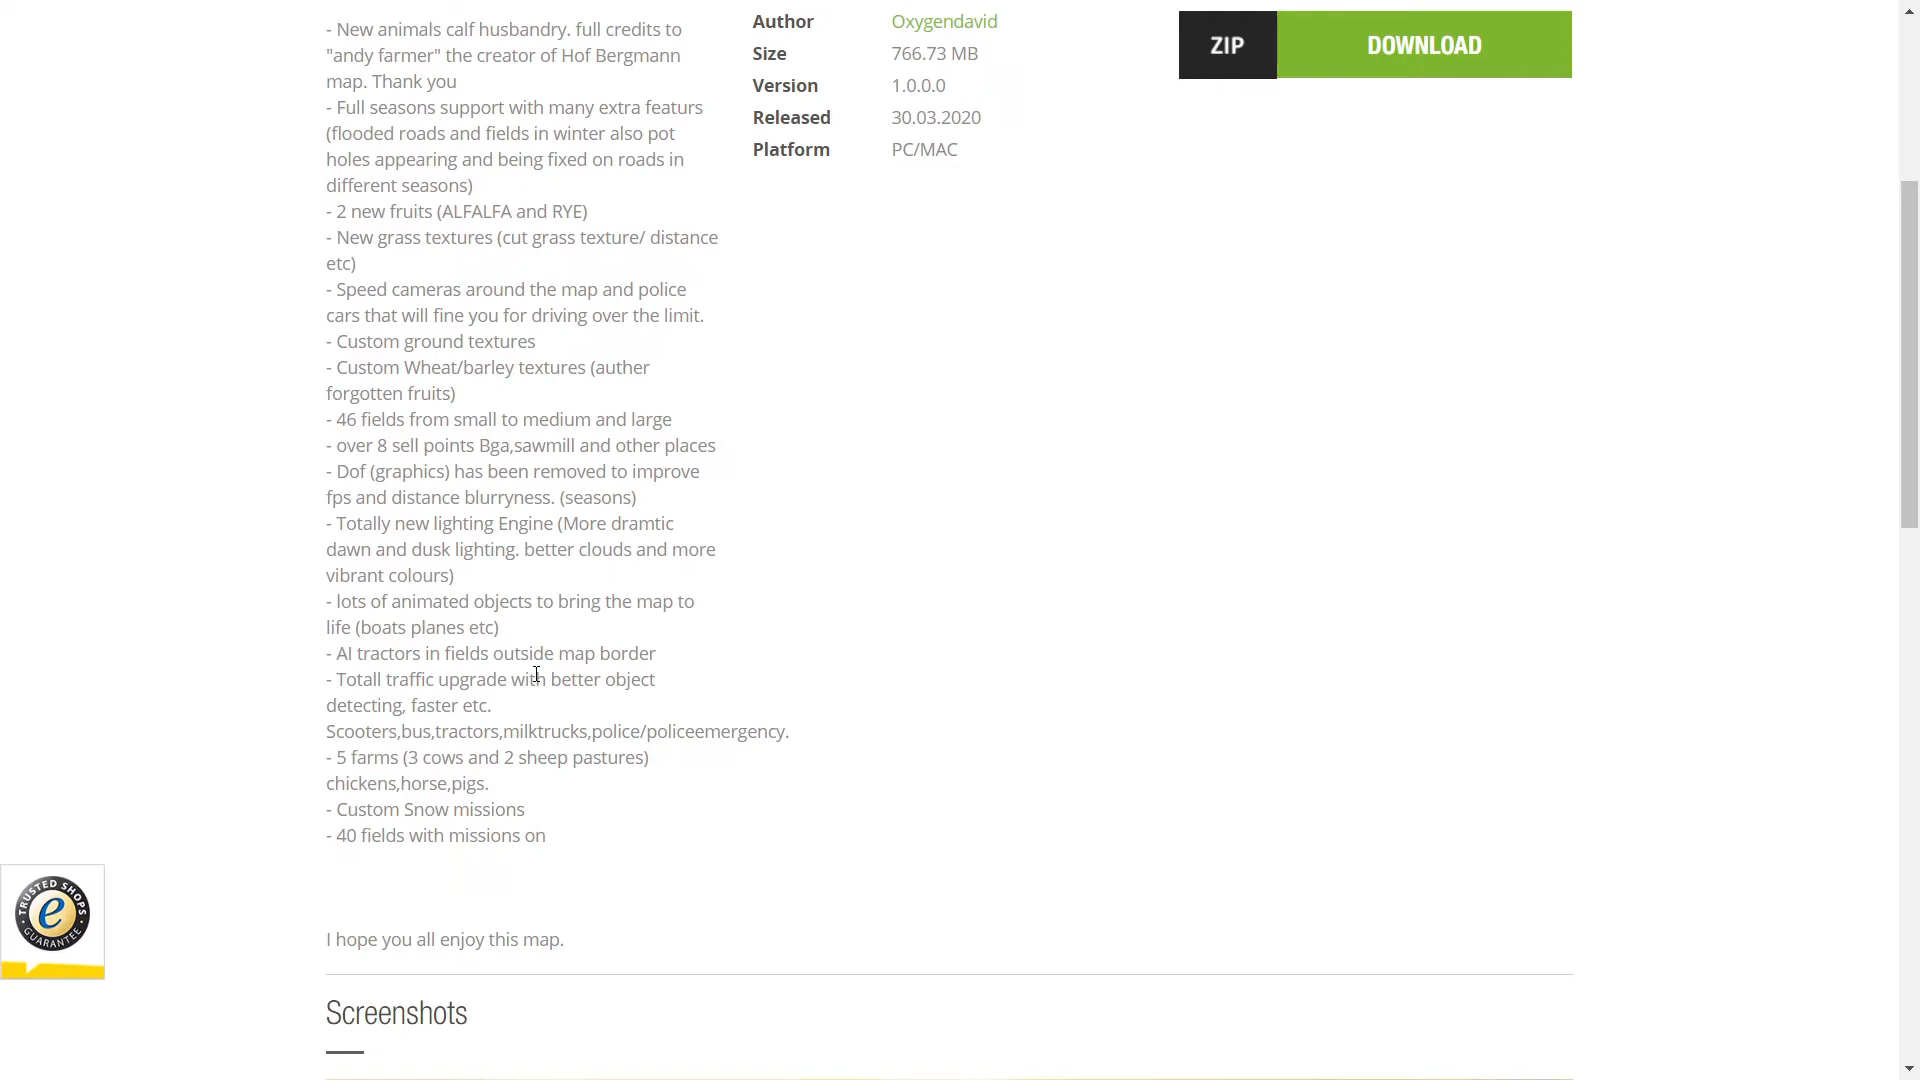 - New animals calf husbandry. full credits to
"andy farmer" the creator of Hof Bergmann
map. Thank you
- Full seasons support with many extra featurs
(flooded roads and fields in winter also pot
holes appearing and being fixed on roads in
different seasons)
- 2 new fruits (ALFALFA and RYE)
- New grass textures (cut grass texture/ distance
etc)
- Speed cameras around the map and police
cars that will fine you for driving over the limit.
- Custom ground textures
- Custom Wheat/barley textures (auther
forgotten fruits)
- 46 fields from small to medium and large
- over 8 sell points Bga,sawmill and other places
- Dof (graphics) has been removed to improve
fps and distance blurryness. (seasons)
- Totally new lighting Engine (More dramtic
dawn and dusk lighting. better clouds and more
vibrant colours)
- lots of animated objects to bring the map to
life (boats planes etc)
- AI tractors in fields outside map border
- Totall traffic upgrade with better object
detecting, faster etc.
Scooters,bus,tractors,milktrucks,police/policeemergency.
- 5 farms (3 cows and 2 sheep pastures)
chickens,horse,pigs.
- Custom Snow missions
- 40 fields with missions on
I hope you all enjoy this map.
Author Oxygendavid
Size 766.73 MB
Version 1.0.0.0
Released 30.03.2020
Platform PC/MAC
ZIP DOWNLOAD
TRUSTED SHOPS
e
GUARANTEE
Screenshots